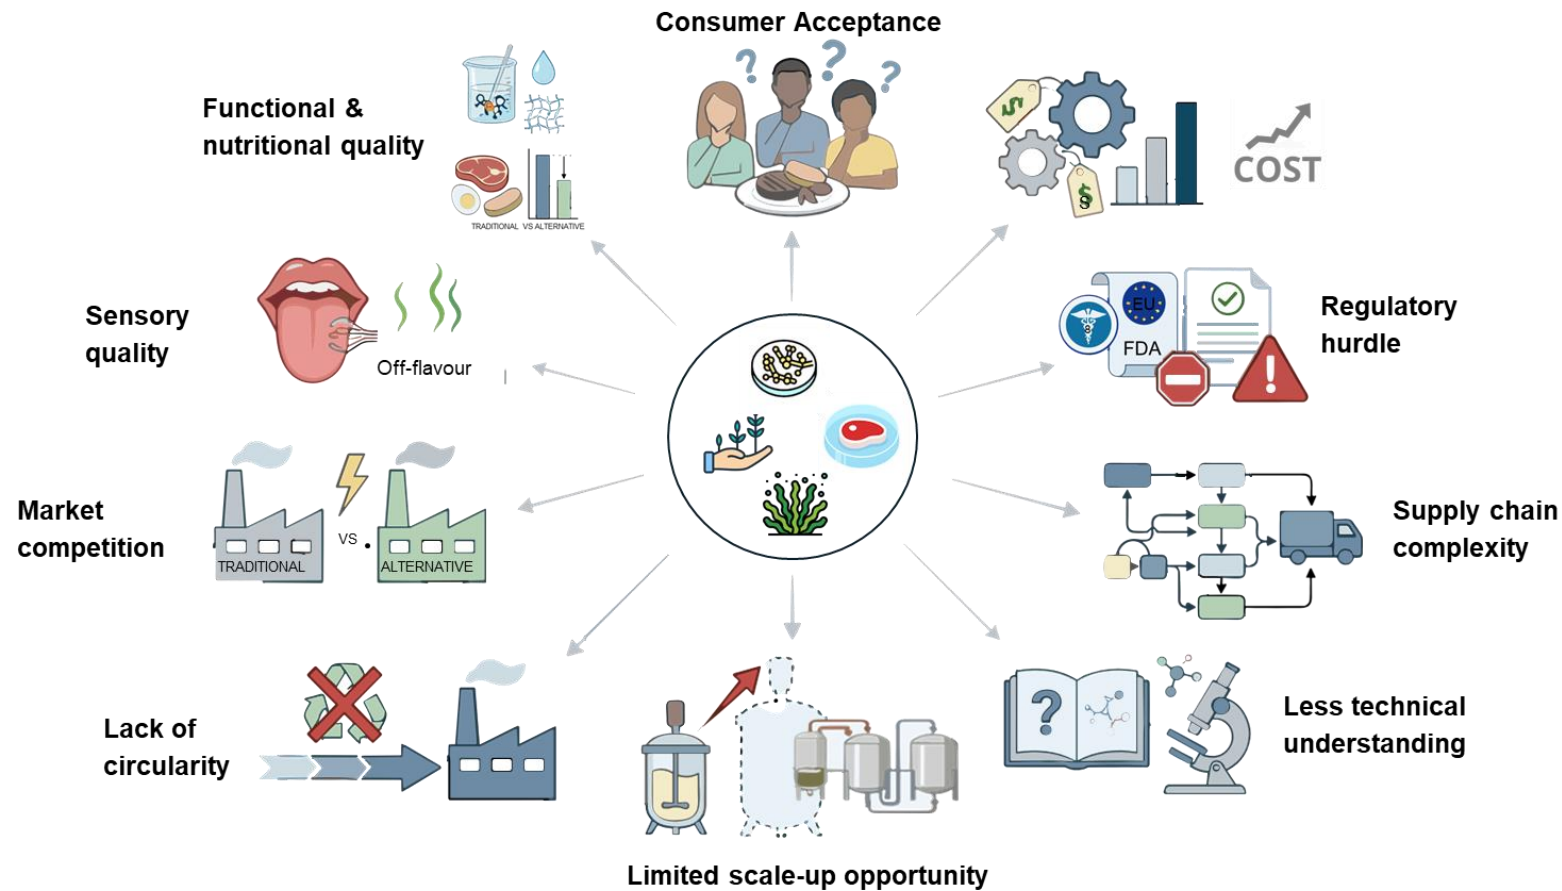 Consumer Acceptance
Functional &
nutritional quality
TRADITIONAL VS ALTERNATIVE
$
$
COST
Sensory
quality
Off-flavour
EU
FDA
Regulatory
hurdle
Market
competition
TRADITIONAL
VS.
ALTERNATIVE
Supply chain
complexity
Lack of
circularity
Less technical
understanding
Limited scale-up opportunity